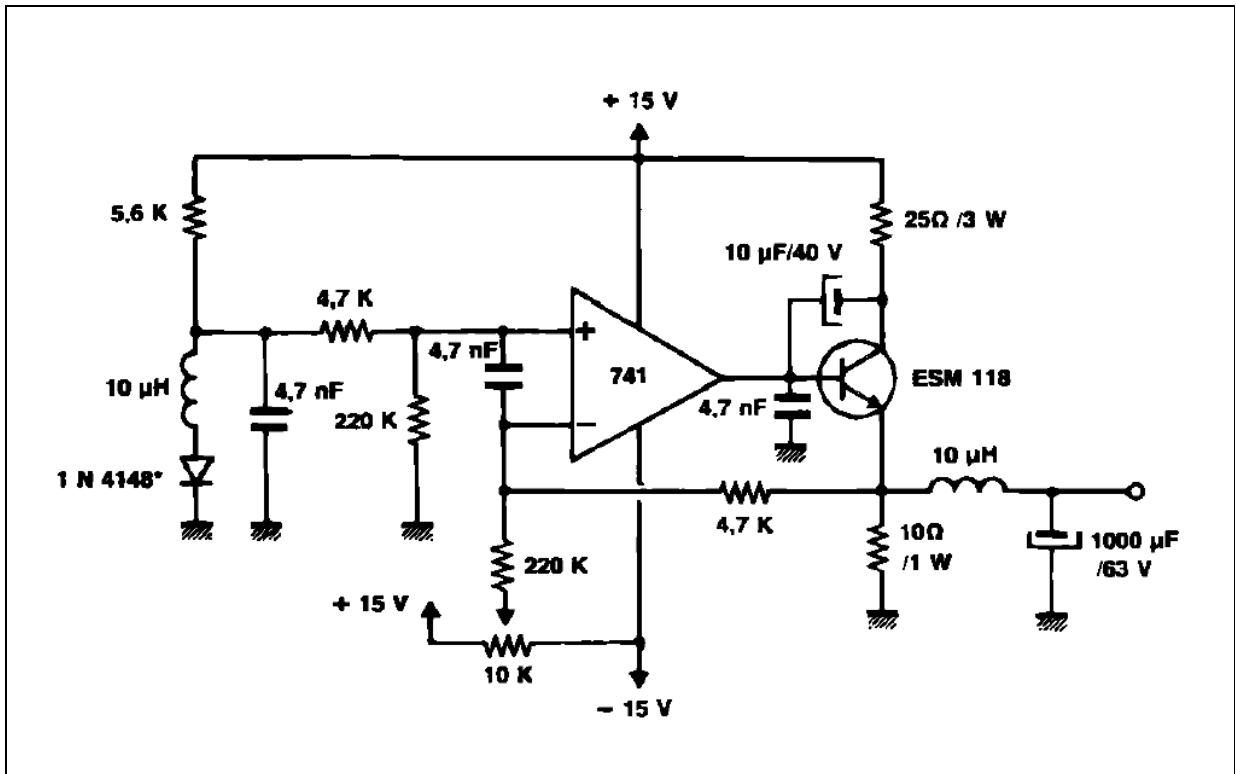 + 15 V
5,6 K
25Ω /3 W
10 µF/40 V
4,7 K
+
4,7 nF
741
ESM 118
10 µH
4,7 nF
220 K
4,7 nF
−
10 µH
1 N 4148*
4,7 K
10Ω
/1 W
1000 µF
/63 V
220 K
+ 15 V
10 K
− 15 V